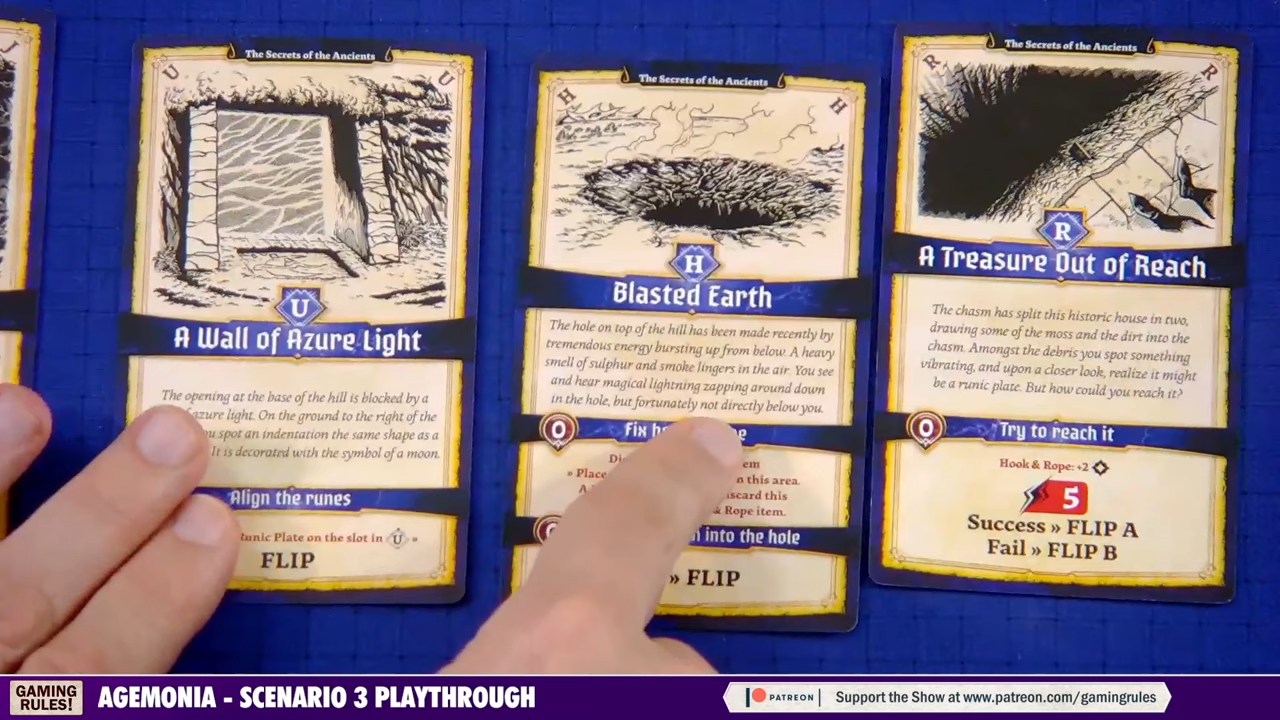 J
The Secrets of the Ancients
U U
U
A Wall of Azure Light
The opening at the base of the hill is blocked by a
azure light. On the ground to the right of the
you spot an indentation the same shape as a
It is decorated with the symbol of a moon.
Align the runes
Runic Plate on the slot in U »
FLIP
The Secrets of the Ancients
H H
H
Blasted Earth
The hole on top of the hill has been made recently by
tremendous energy bursting up from below. A heavy
smell of sulphur and smoke lingers in the air. You see
and hear magical lightning zapping around down
in the hole, but fortunately not directly below you.
Fix
» Place in this area.
discard this
& Rope item.
into the hole
» FLIP
The Secrets of the Ancients
R R
R
A Treasure Out of Reach
The chasm has split this historic house in two,
drawing some of the moss and the dirt into the
chasm. Amongst the debris you spot something
vibrating, and upon a closer look, realize it might
be a runic plate. But how could you reach it?
Try to reach it
Hook & Rope: +2
5
Success » FLIP A
Fail » FLIP B
GAMING
RULES!
AGEMONIA - SCENARIO 3 PLAYTHROUGH
PATREON
Support the Show at www.patreon.com/gamingrules